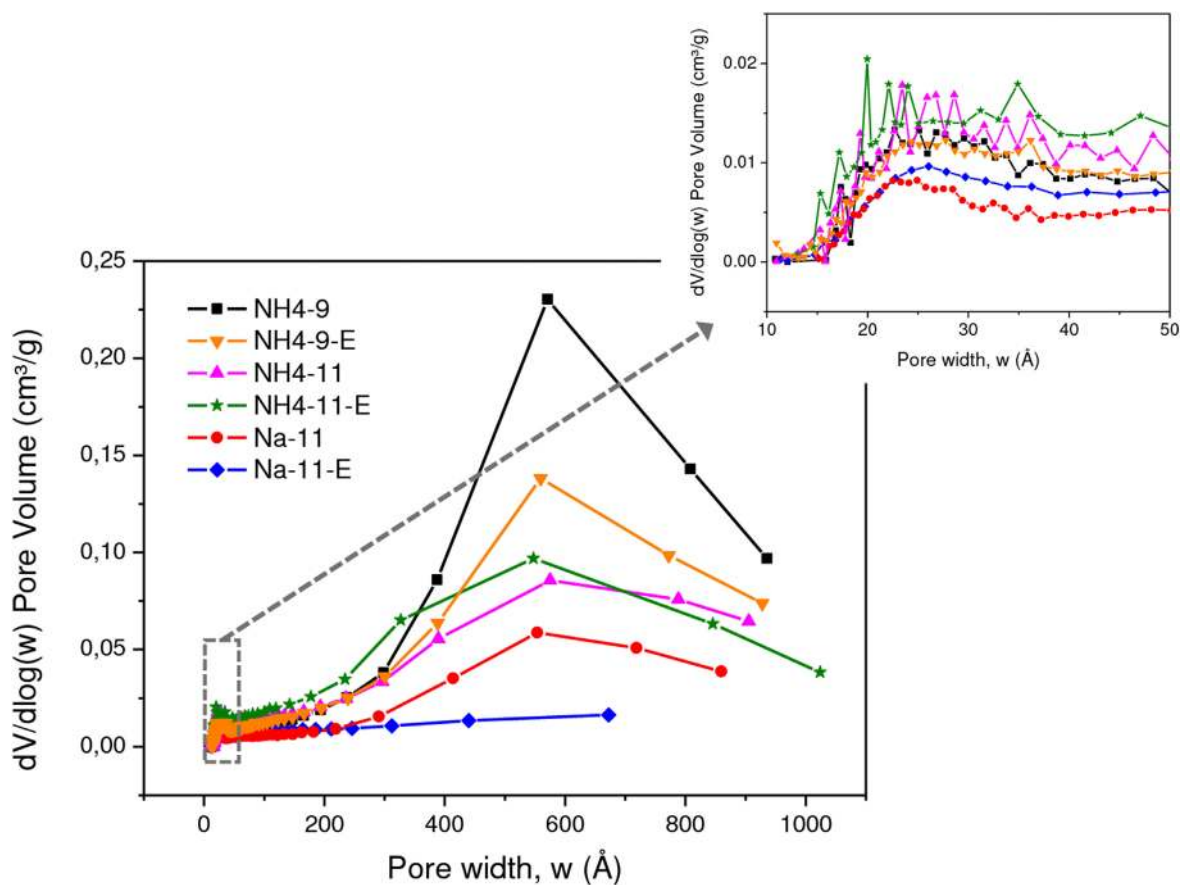 dV/dlog(w) Pore Volume (cm³/g)
0.02
0.01
0.00
10 20 30 40 50
Pore width, w (Å)
dV/dlog(w) Pore Volume (cm³/g)
0,25
0,20
0,15
0,10
0,05
0,00
NH4-9
NH4-9-E
NH4-11
NH4-11-E
Na-11
Na-11-E
0 200 400 600 800 1000
Pore width, w (Å)